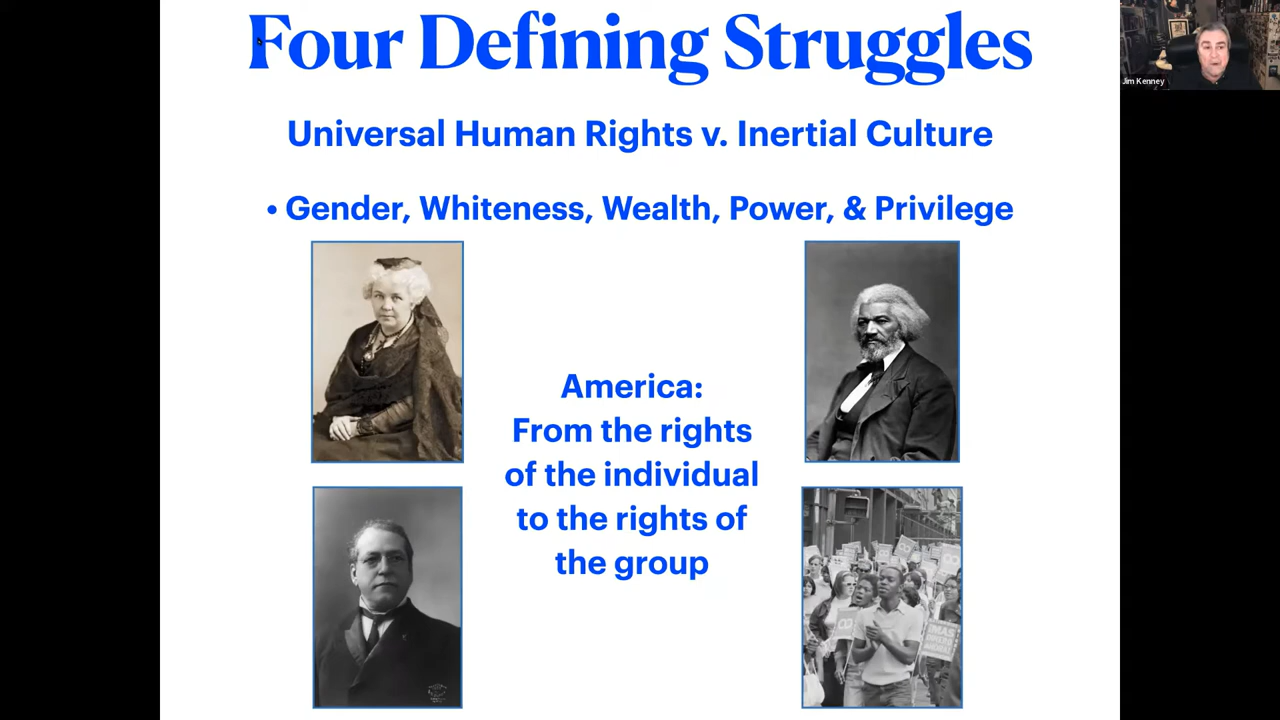 Four Defining Struggles
Jim Kenney
Universal Human Rights v. Inertial Culture
• Gender, Whiteness, Wealth, Power, & Privilege
America:
From the rights
of the individual
to the rights of
the group